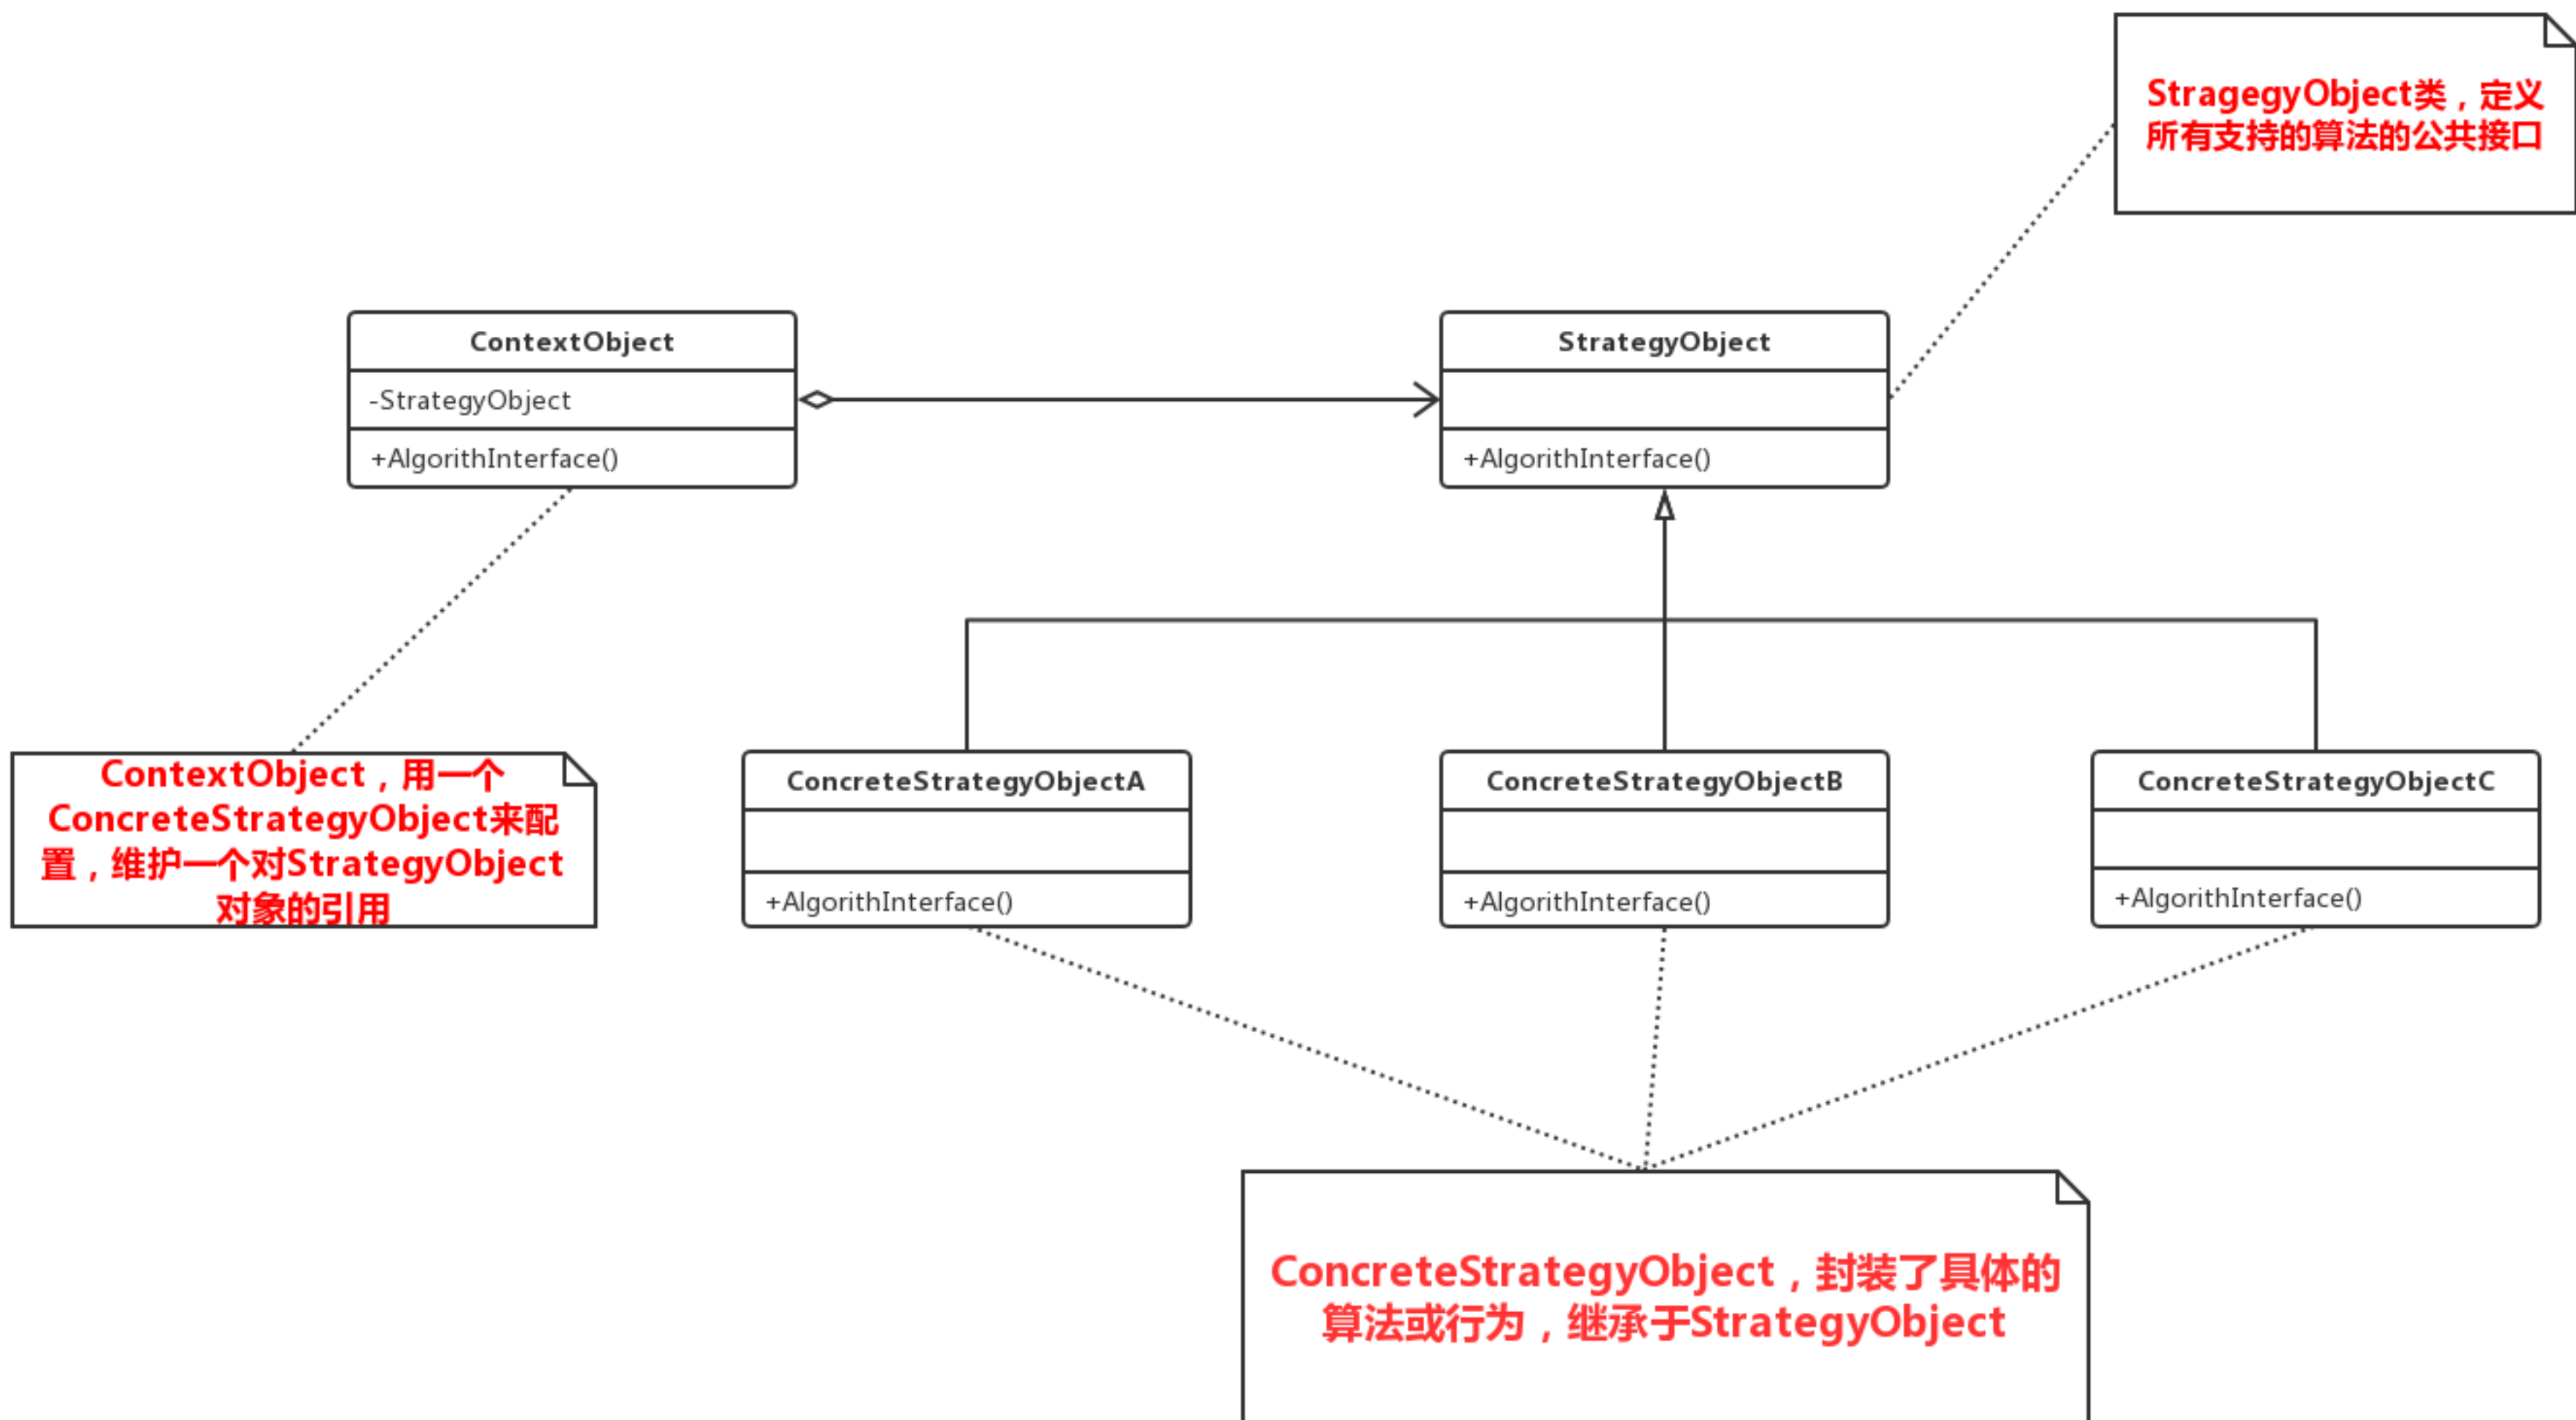 StragegyObject类，定义
所有支持的算法的公共接口
ContextObject
-StrategyObject
+AlgorithInterface()
StrategyObject
+AlgorithInterface()
ContextObject，用一个
ConcreteStrategyObject来配
置，维护一个对StrategyObject
对象的引用
ConcreteStrategyObjectA
+AlgorithInterface()
ConcreteStrategyObjectB
+AlgorithInterface()
ConcreteStrategyObjectC
+AlgorithInterface()
ConcreteStrategyObject，封装了具体的
算法或行为，继承于StrategyObject